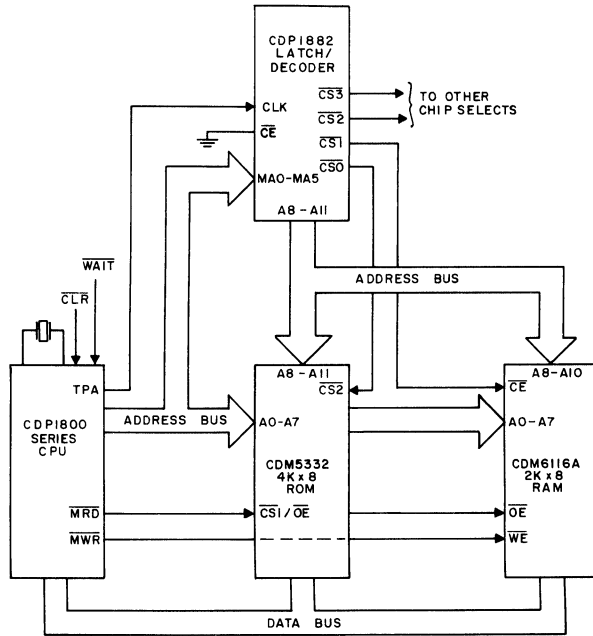 CDP1882
LATCH/
DECODER
CLK
CE
MA0-MA5
A8-A11
CS3
CS2
CS1
CS0
TO OTHER
CHIP SELECTS
ADDRESS BUS
WAIT
CLR
TPA
CDP1800
SERIES
CPU
MRD
MWR
ADDRESS BUS
A8-A11
CS2
A0-A7
CDM5332
4K x 8
ROM
CS1/OE
A8-A10
CE
A0-A7
CDM6116A
2K x 8
RAM
OE
WE
DATA BUS